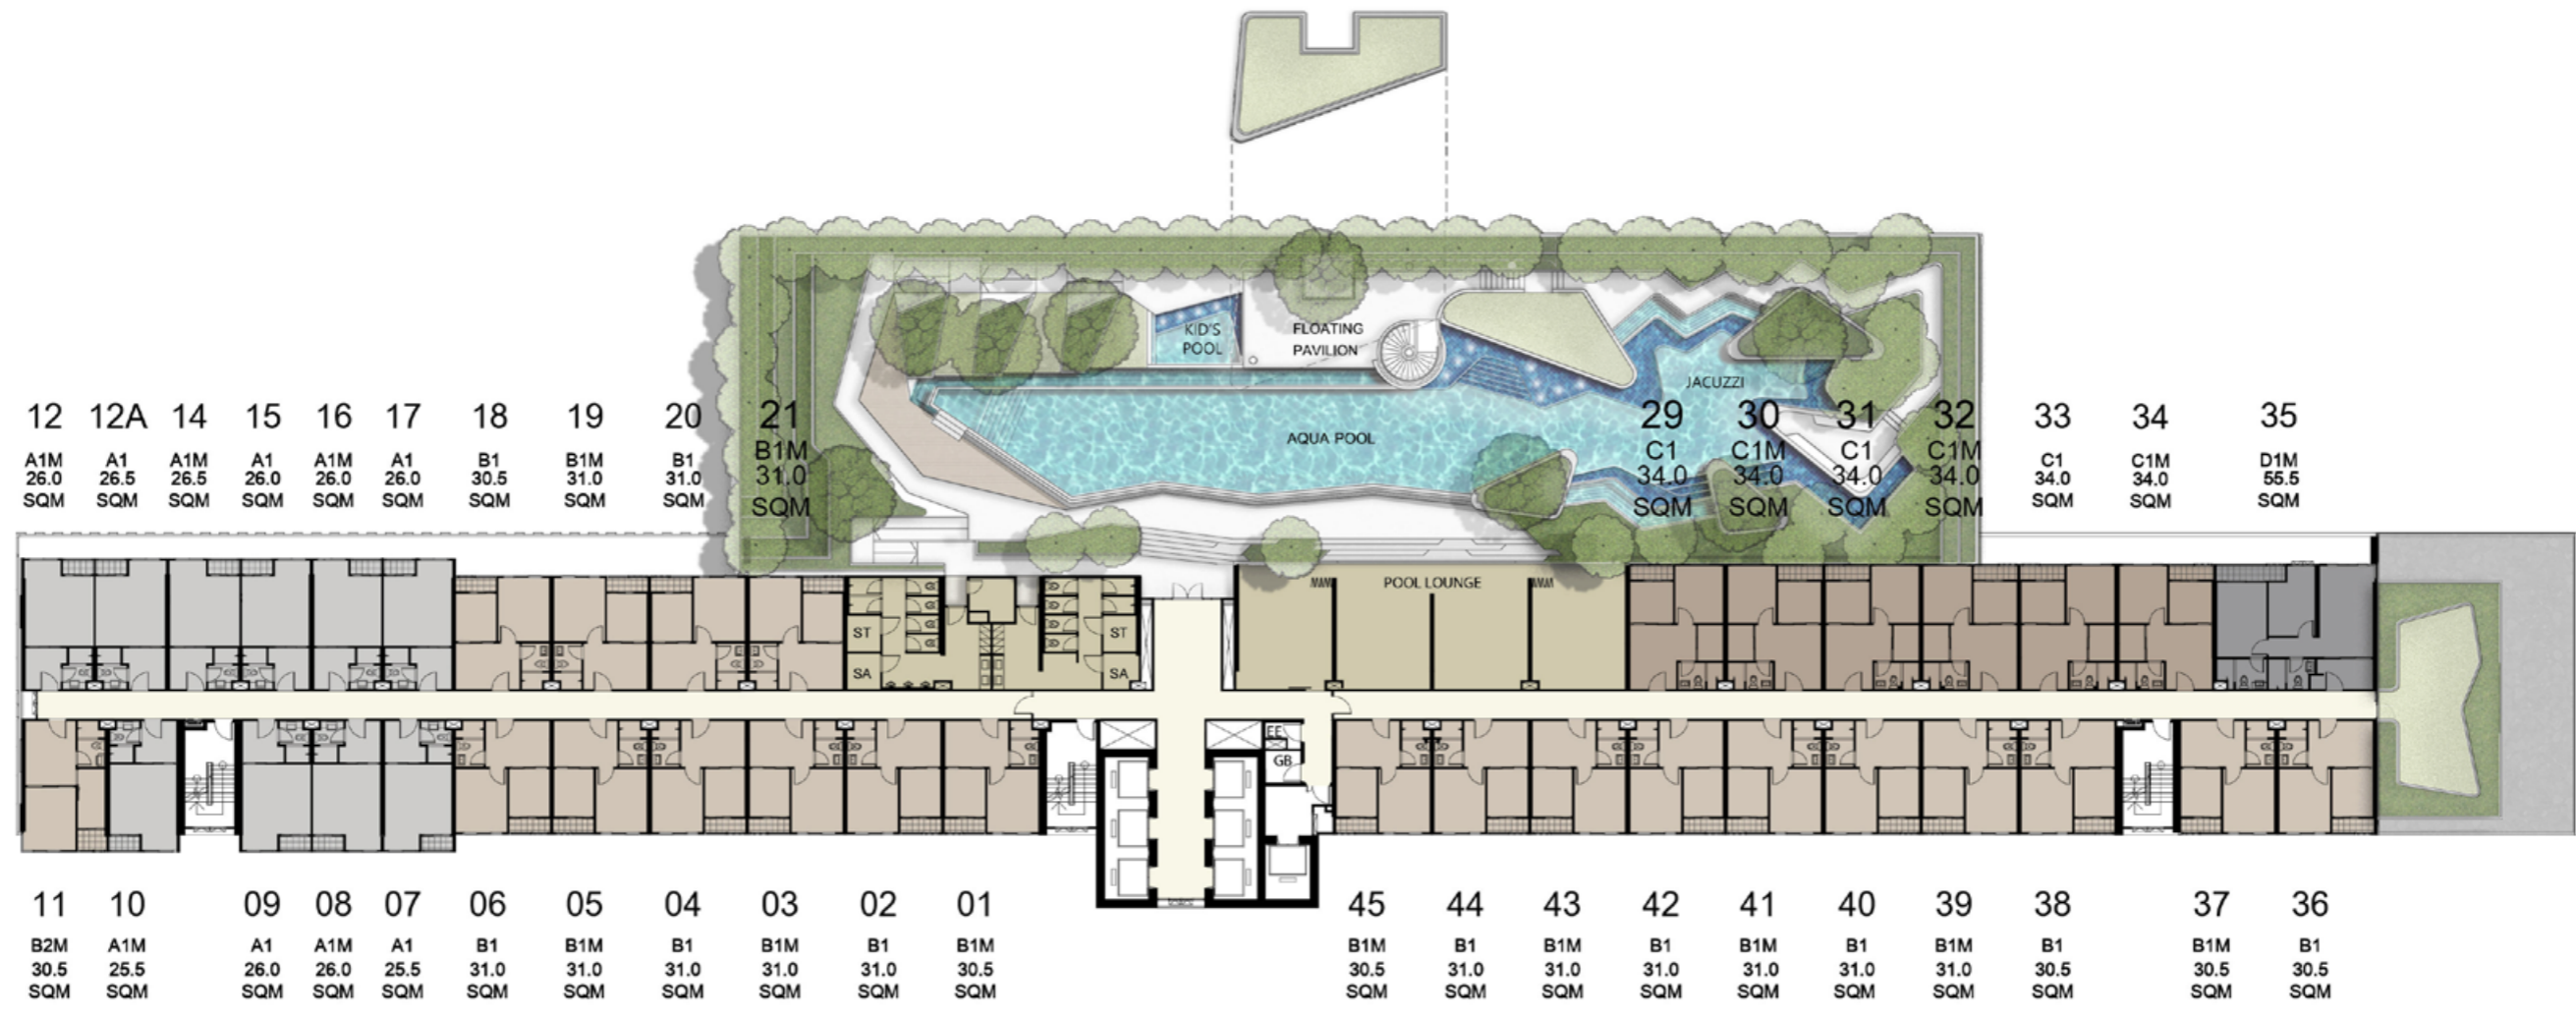 KID'S
POOL
FLOATING
PAVILION
JACUZZI
AQUA POOL
12 12A 14 15 16 17 18 19 20 21 29 30 31 32 33 34 35
A1M A1 A1M A1 A1M A1 B1 B1M B1 B1M C1 C1M C1 C1M C1 C1M D1M
26.0 26.5 26.5 26.0 26.0 26.0 30.5 31.0 31.0 31.0 34.0 34.0 34.0 34.0 34.0 34.0 55.5
SQM SQM SQM SQM SQM SQM SQM SQM SQM SQM SQM SQM SQM SQM SQM SQM SQM
POOL LOUNGE
ST ST
SA SA
EE
GB
11 10 09 08 07 06 05 04 03 02 01 45 44 43 42 41 40 39 38 37 36
B2M A1M A1 A1M A1 B1 B1M B1 B1M B1 B1M B1M B1 B1M B1 B1M B1 B1M B1 B1M B1
30.5 25.5 26.0 26.0 25.5 31.0 31.0 31.0 31.0 31.0 30.5 30.5 31.0 31.0 31.0 31.0 31.0 31.0 30.5 30.5 30.5
SQM SQM SQM SQM SQM SQM SQM SQM SQM SQM SQM SQM SQM SQM SQM SQM SQM SQM SQM SQM SQM